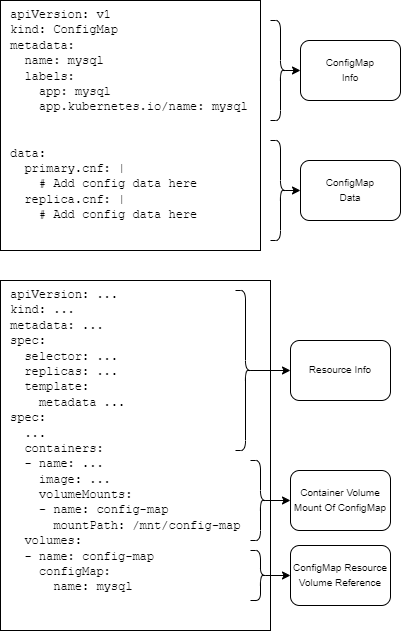 apiVersion: v1
kind: ConfigMap
metadata:
  name: mysql
  labels:
    app: mysql
    app.kubernetes.io/name: mysql
ConfigMap
Info
data:
  primary.cnf: |
    # Add config data here
  replica.cnf: |
    # Add config data here
ConfigMap
Data
apiVersion: ...
kind: ...
metadata: ...
spec:
  selector: ...
  replicas: ...
  template:
    metadata ...
spec:
  ...
  containers:
Resource Info
  - name: ...
    image: ...
    volumeMounts:
    - name: config-map
      mountPath: /mnt/config-map
Container Volume
Mount Of ConfigMap
  volumes:
  - name: config-map
    configMap:
      name: mysql
ConfigMap Resource
Volume Reference